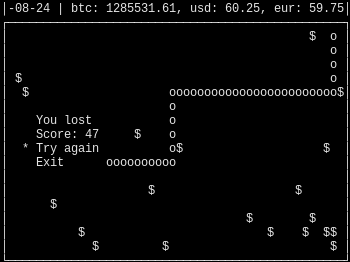 -08-24 | btc: 1285531.61, usd: 60.25, eur: 59.75
$ o
o
o
$ o
$ oooooooooooooooooooooooo$
o
You lost o
Score: 47 $ o
* Try again o$ $
Exit oooooooooo
$ $
$
$ $
$ $ $ $$
$ $ $